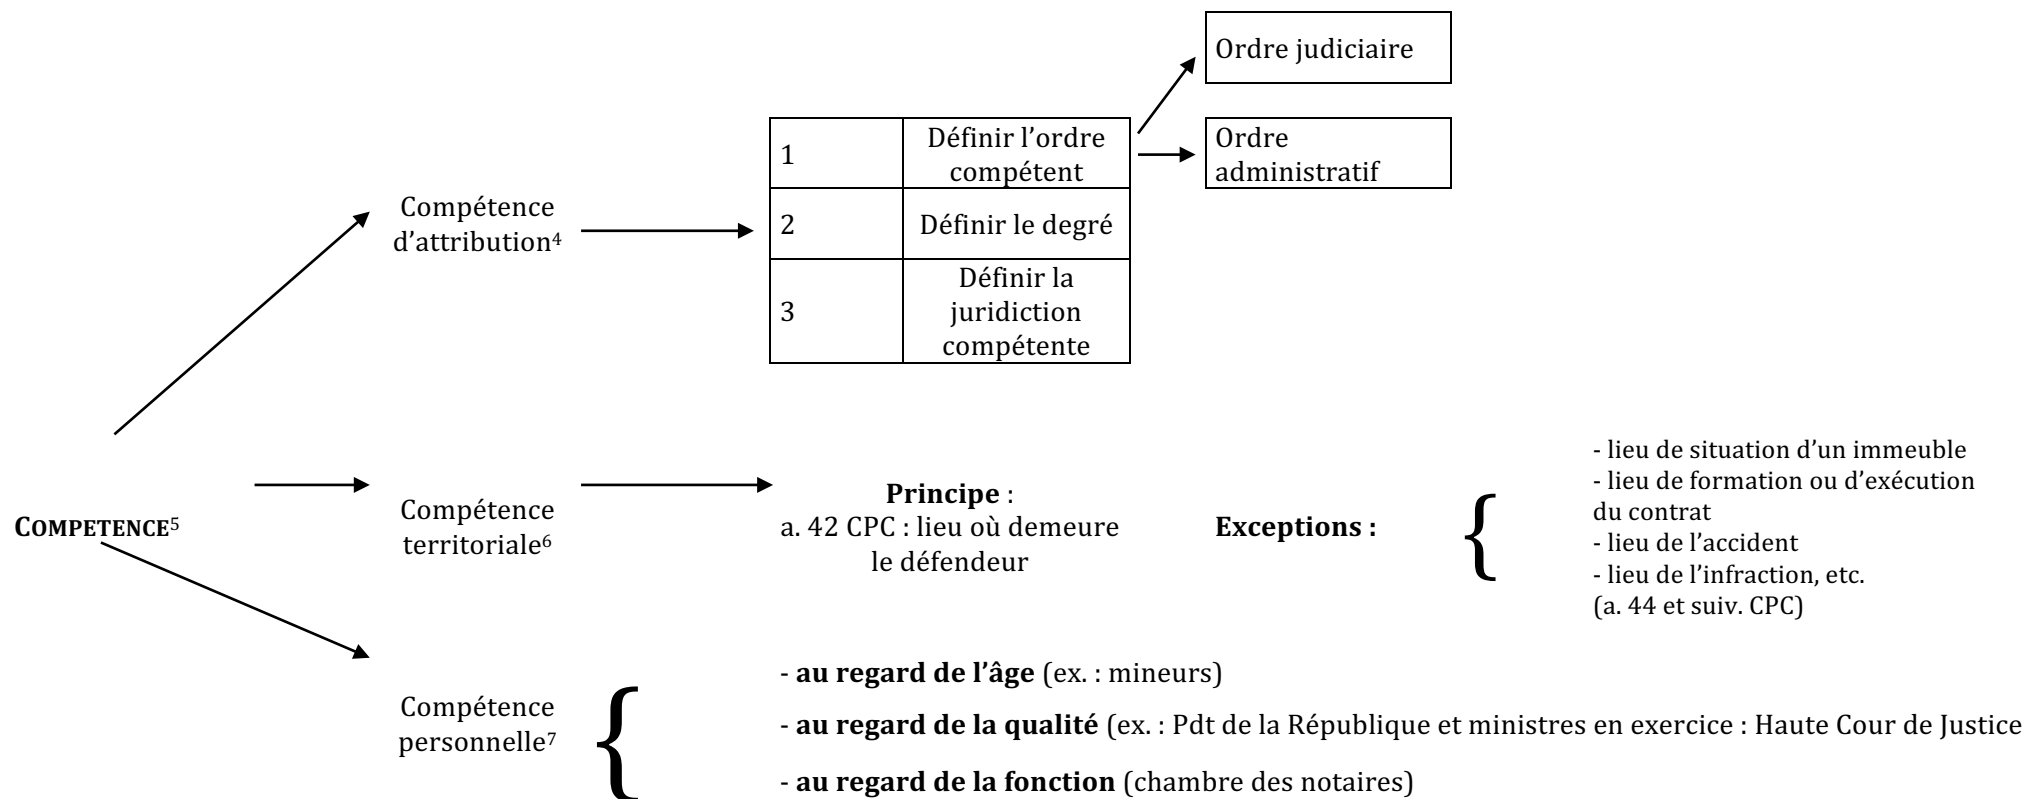 Ordre judiciaire
1
Définir l’ordre
compétent
Ordre
administratif
Compétence
d’attribution⁴
2
Définir le degré
3
Définir la
juridiction
compétente
COMPETENCE⁵
Compétence
territoriale⁶
Principe :
a. 42 CPC : lieu où demeure
le défendeur
Exceptions :
{
- lieu de situation d’un immeuble
- lieu de formation ou d’exécution
du contrat
- lieu de l’accident
- lieu de l’infraction, etc.
(a. 44 et suiv. CPC)
Compétence
personnelle⁷
{
- au regard de l’âge (ex. : mineurs)
- au regard de la qualité (ex. : Pdt de la République et ministres en exercice : Haute Cour de Justice
- au regard de la fonction (chambre des notaires)